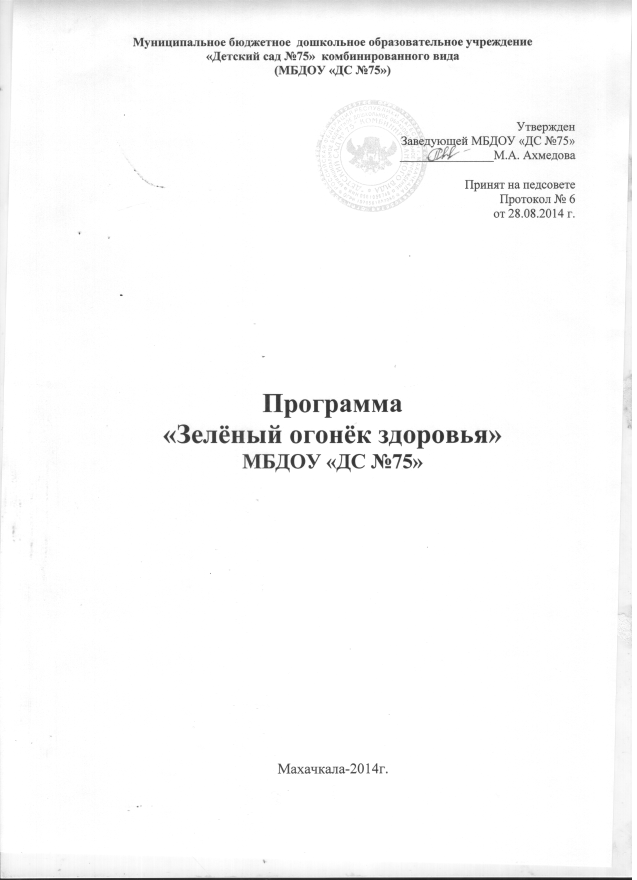 Муниципальное бюджетное дошкольное образовательное учреждение
«Детский сад №75» комбинированного вида
(МБДОУ «ДС №75»)
Утвержден
Заведующей МБДОУ «ДС №75»
М.А. Ахмедова
Принят на педсовете
Протокол № 6
от 28.08.2014 г.
Программа
«Зелёный огонёк здоровья»
МБДОУ «ДС №75»
Махачкала-2014г.